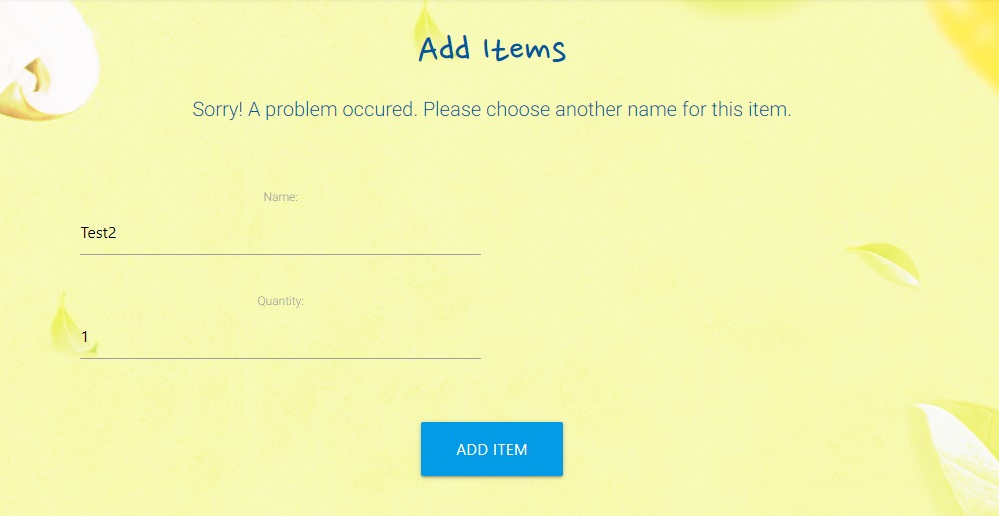 Add Items
Sorry! A problem occured. Please choose another name for this item.
Name:
Test2
Quantity:
1
ADD ITEM